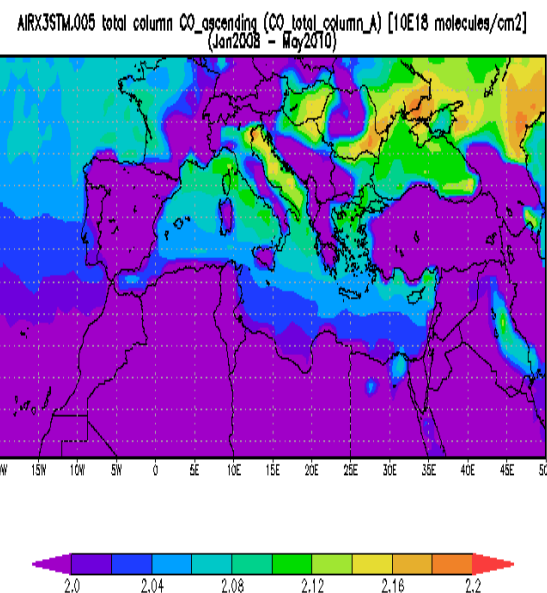 AIRX3STM.005 total column CO_ascending (CO_total_column_A) [10E18 molecules/cm2]
(Jan2008 - May2010)
W 15W 10W 5W 0 5E 10E 15E 20E 25E 30E 35E 40E 45E 50
2.0 2.04 2.08 2.12 2.16 2.2